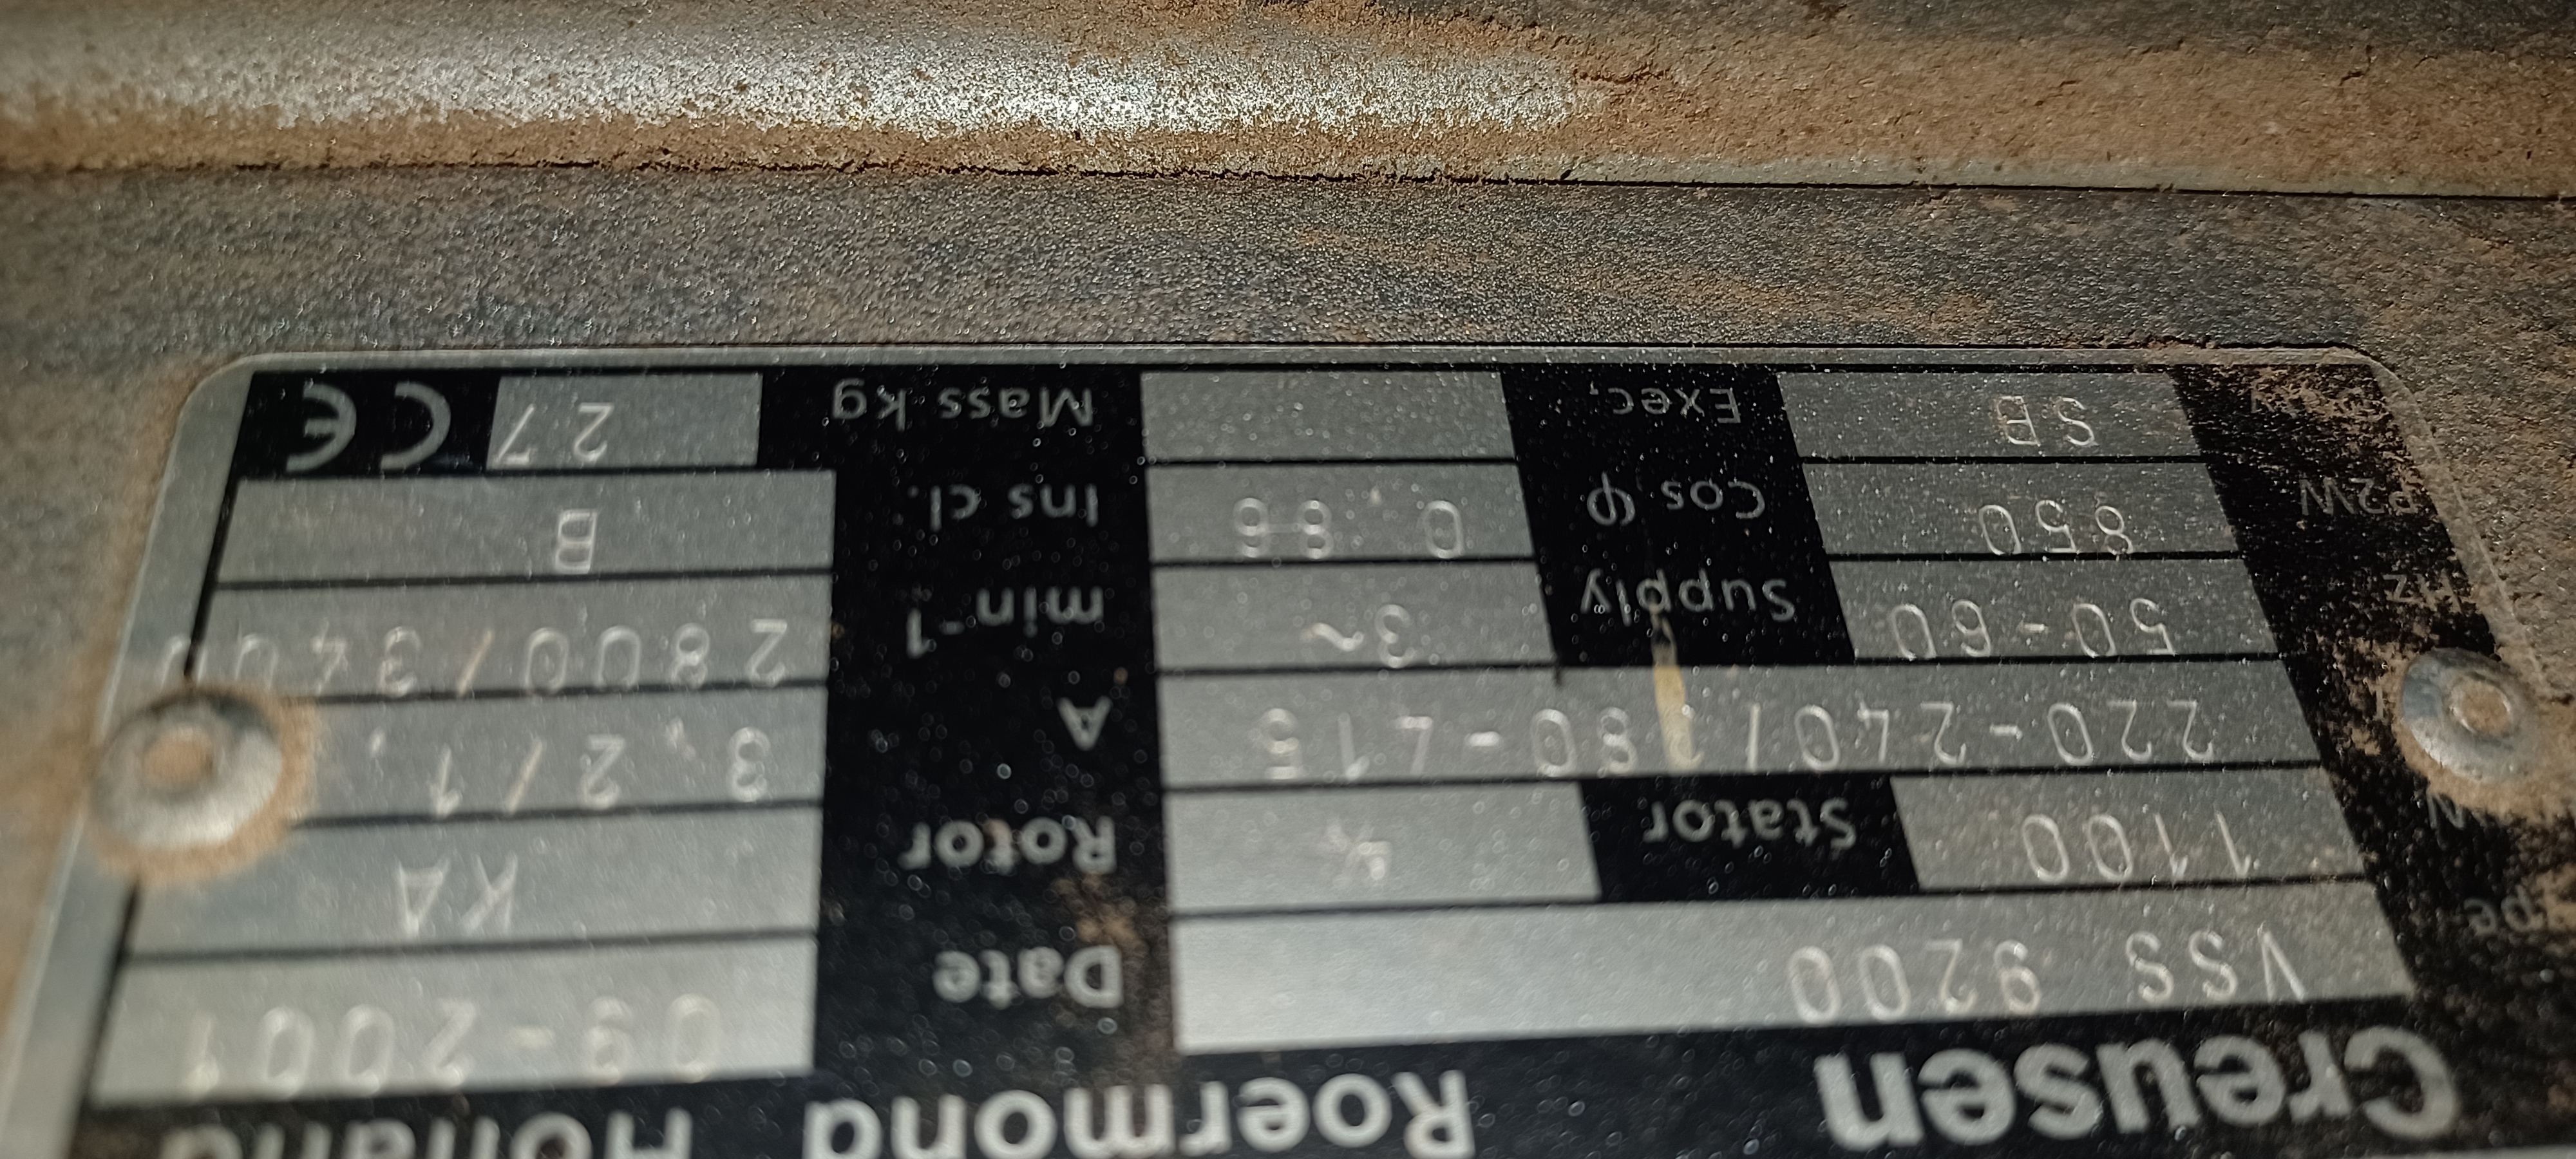 Creusen Roermond Holland
VSS 9200 Date 09-2001
1100 Stator Rotor KA
220-240/380-415 A 3,2/1,
50-60 Supply 3~ min-1 2800/3400
P2W 850 Cos φ 0,86 Ins cl. B
SB Exec. Mass kg 27 CE